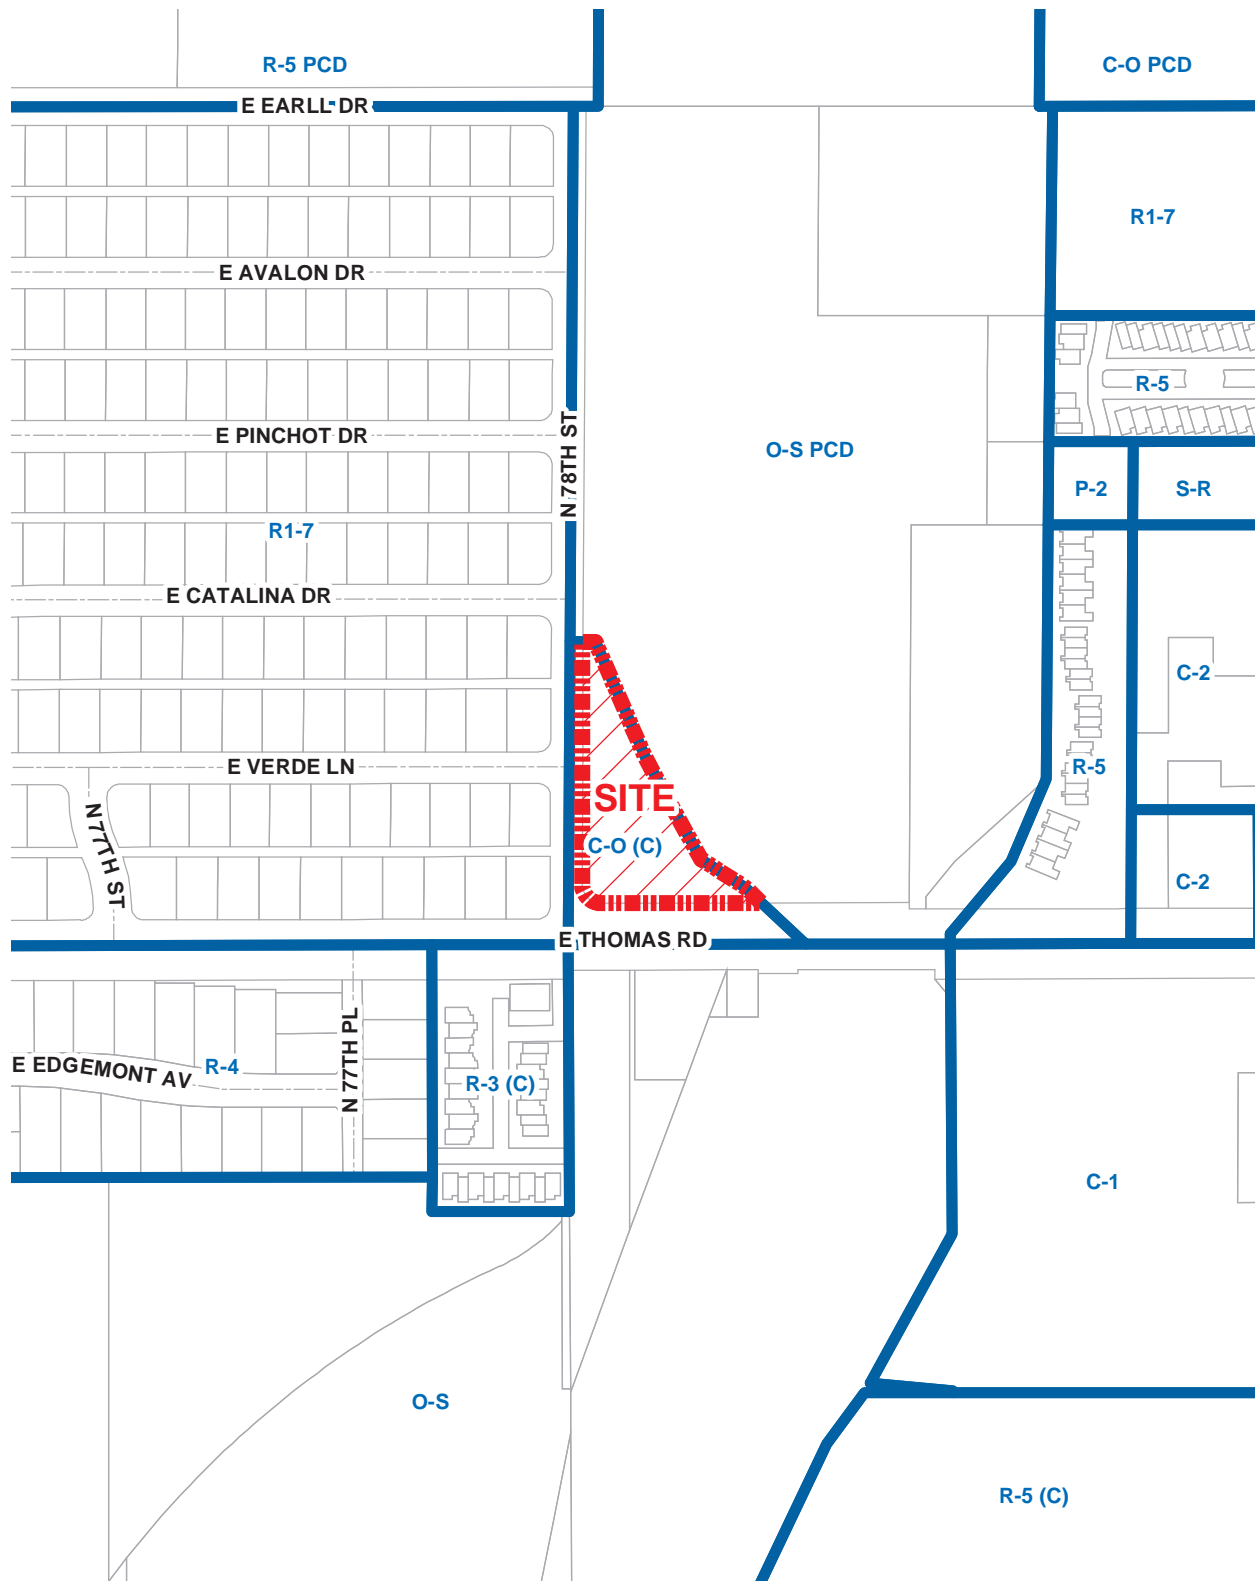 R-5 PCD
C-O PCD
E EARLL DR
R1-7
E AVALON DR
R-5
E PINCHOT DR
N 78TH ST
O-S PCD
P-2
S-R
R1-7
E CATALINA DR
C-2
E VERDE LN
R-5
SITE
C-O (C)
N 77TH ST
C-2
E THOMAS RD
E EDGEMONT AV
R-4
N 77TH PL
R-3 (C)
C-1
O-S
R-5 (C)